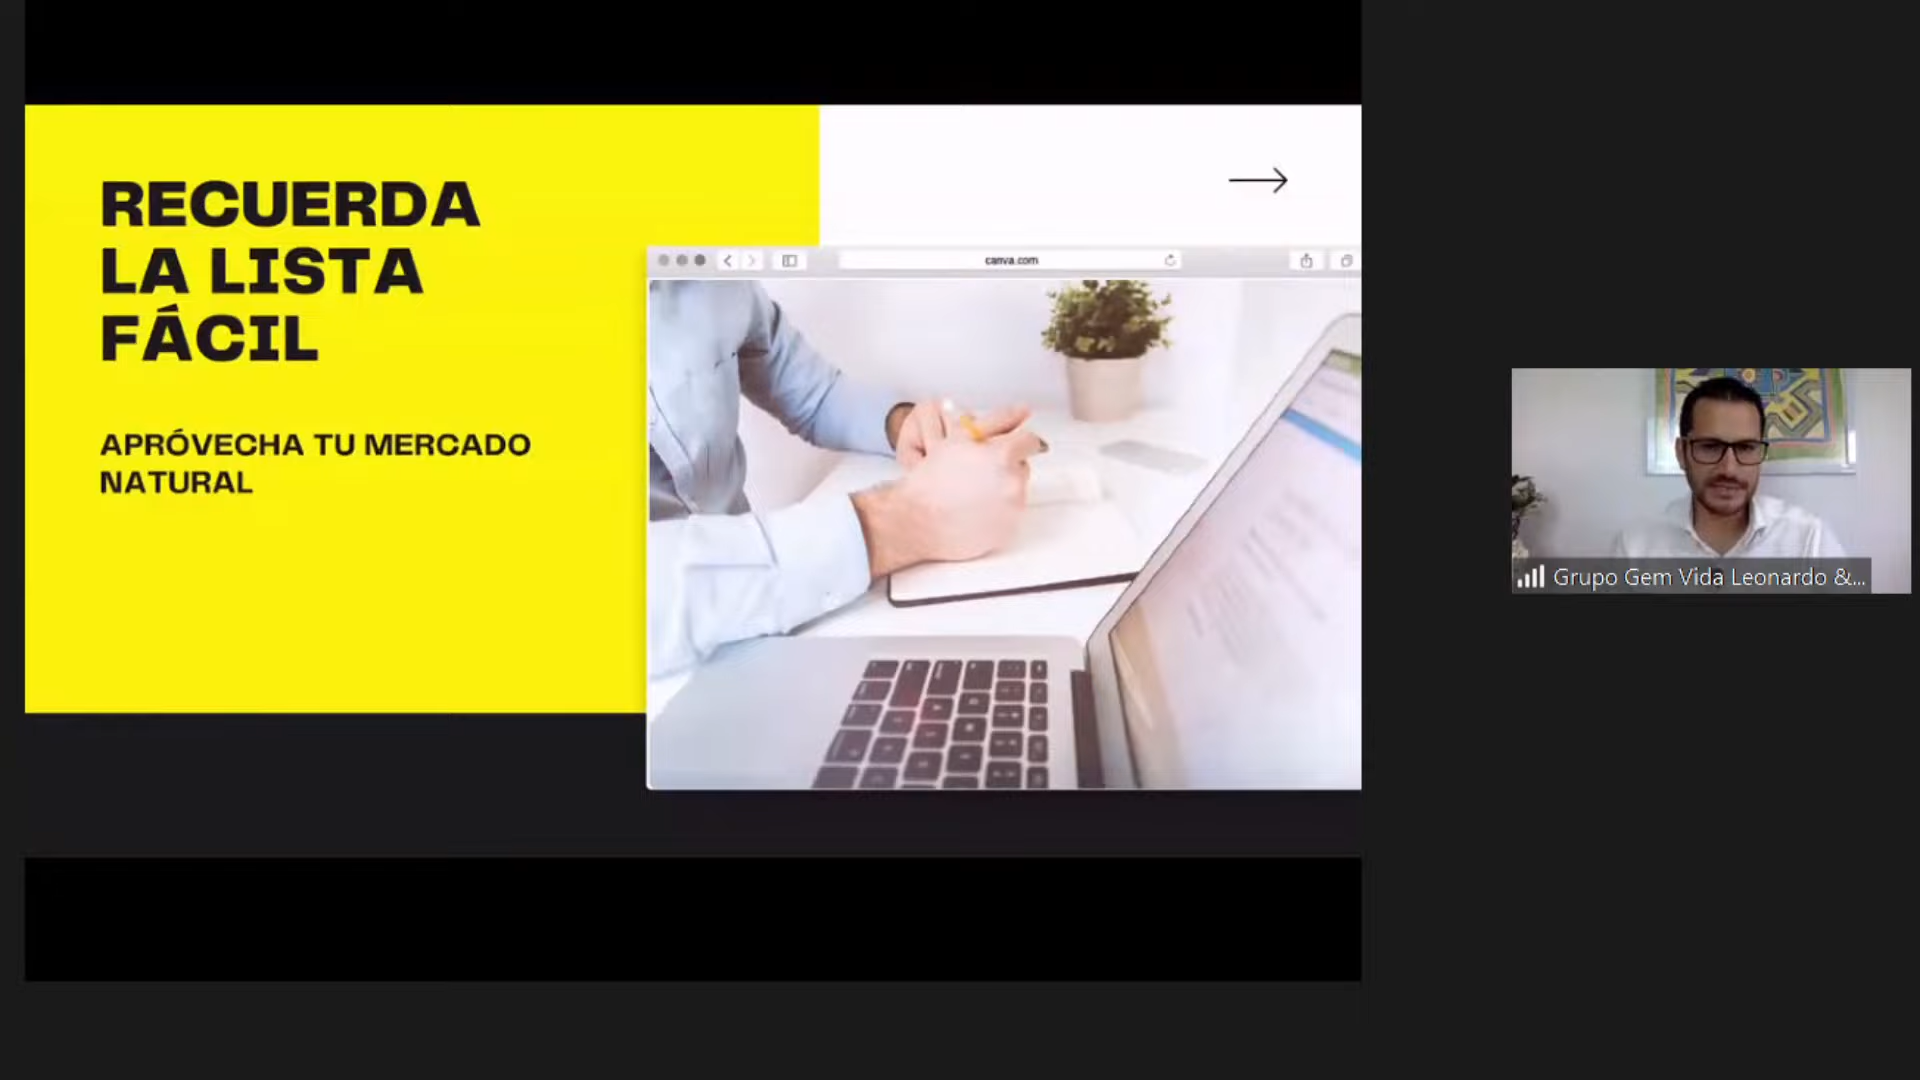 RECUERDA
LA LISTA
FÁCIL
APRÓVECHA TU MERCADO
NATURAL
canva.com
Grupo Gem Vida Leonardo &...